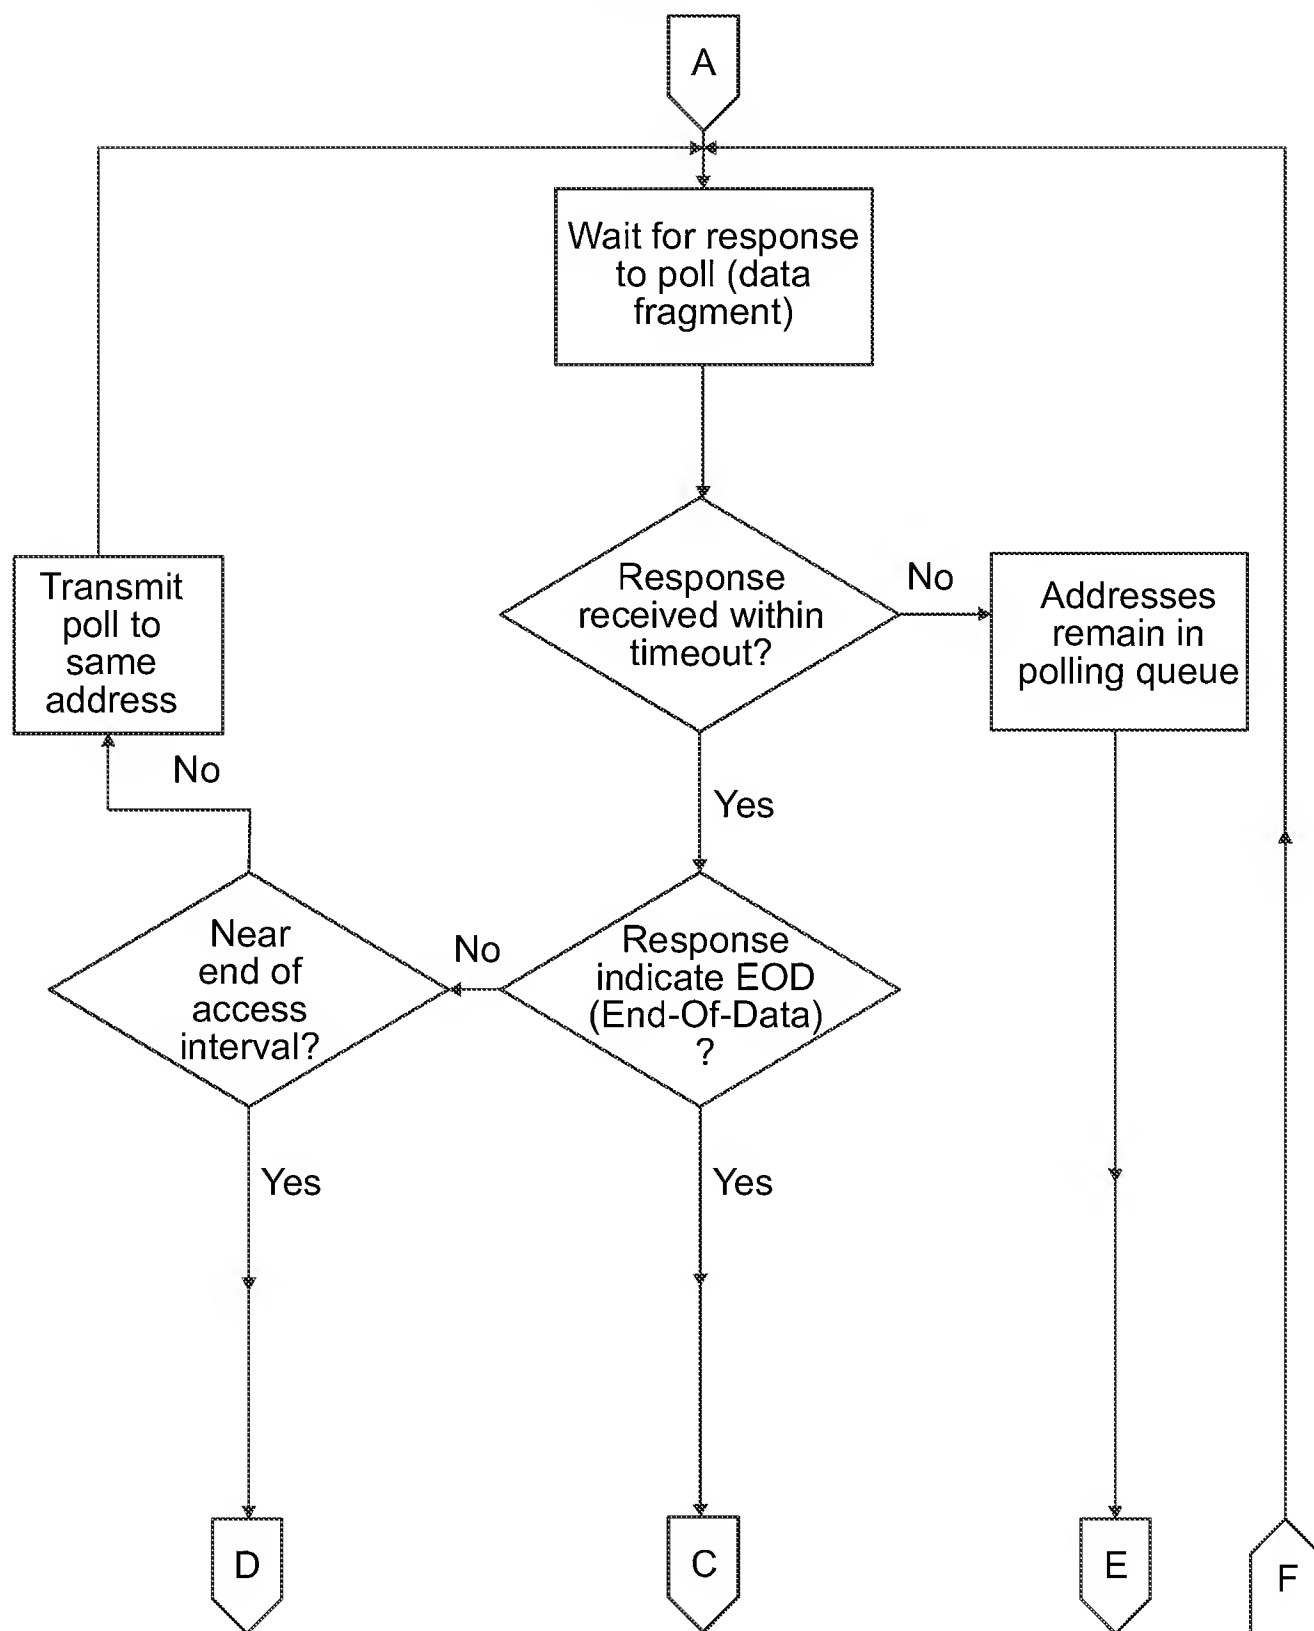 A
Wait for response
to poll (data
fragment)
Transmit
poll to
same
address
Response
received within
timeout?
No
Addresses
remain in
polling queue
No
Yes
Near
end of
access
interval?
No
Response
indicate EOD
(End-Of-Data)
?
Yes
Yes
D
C
E
F